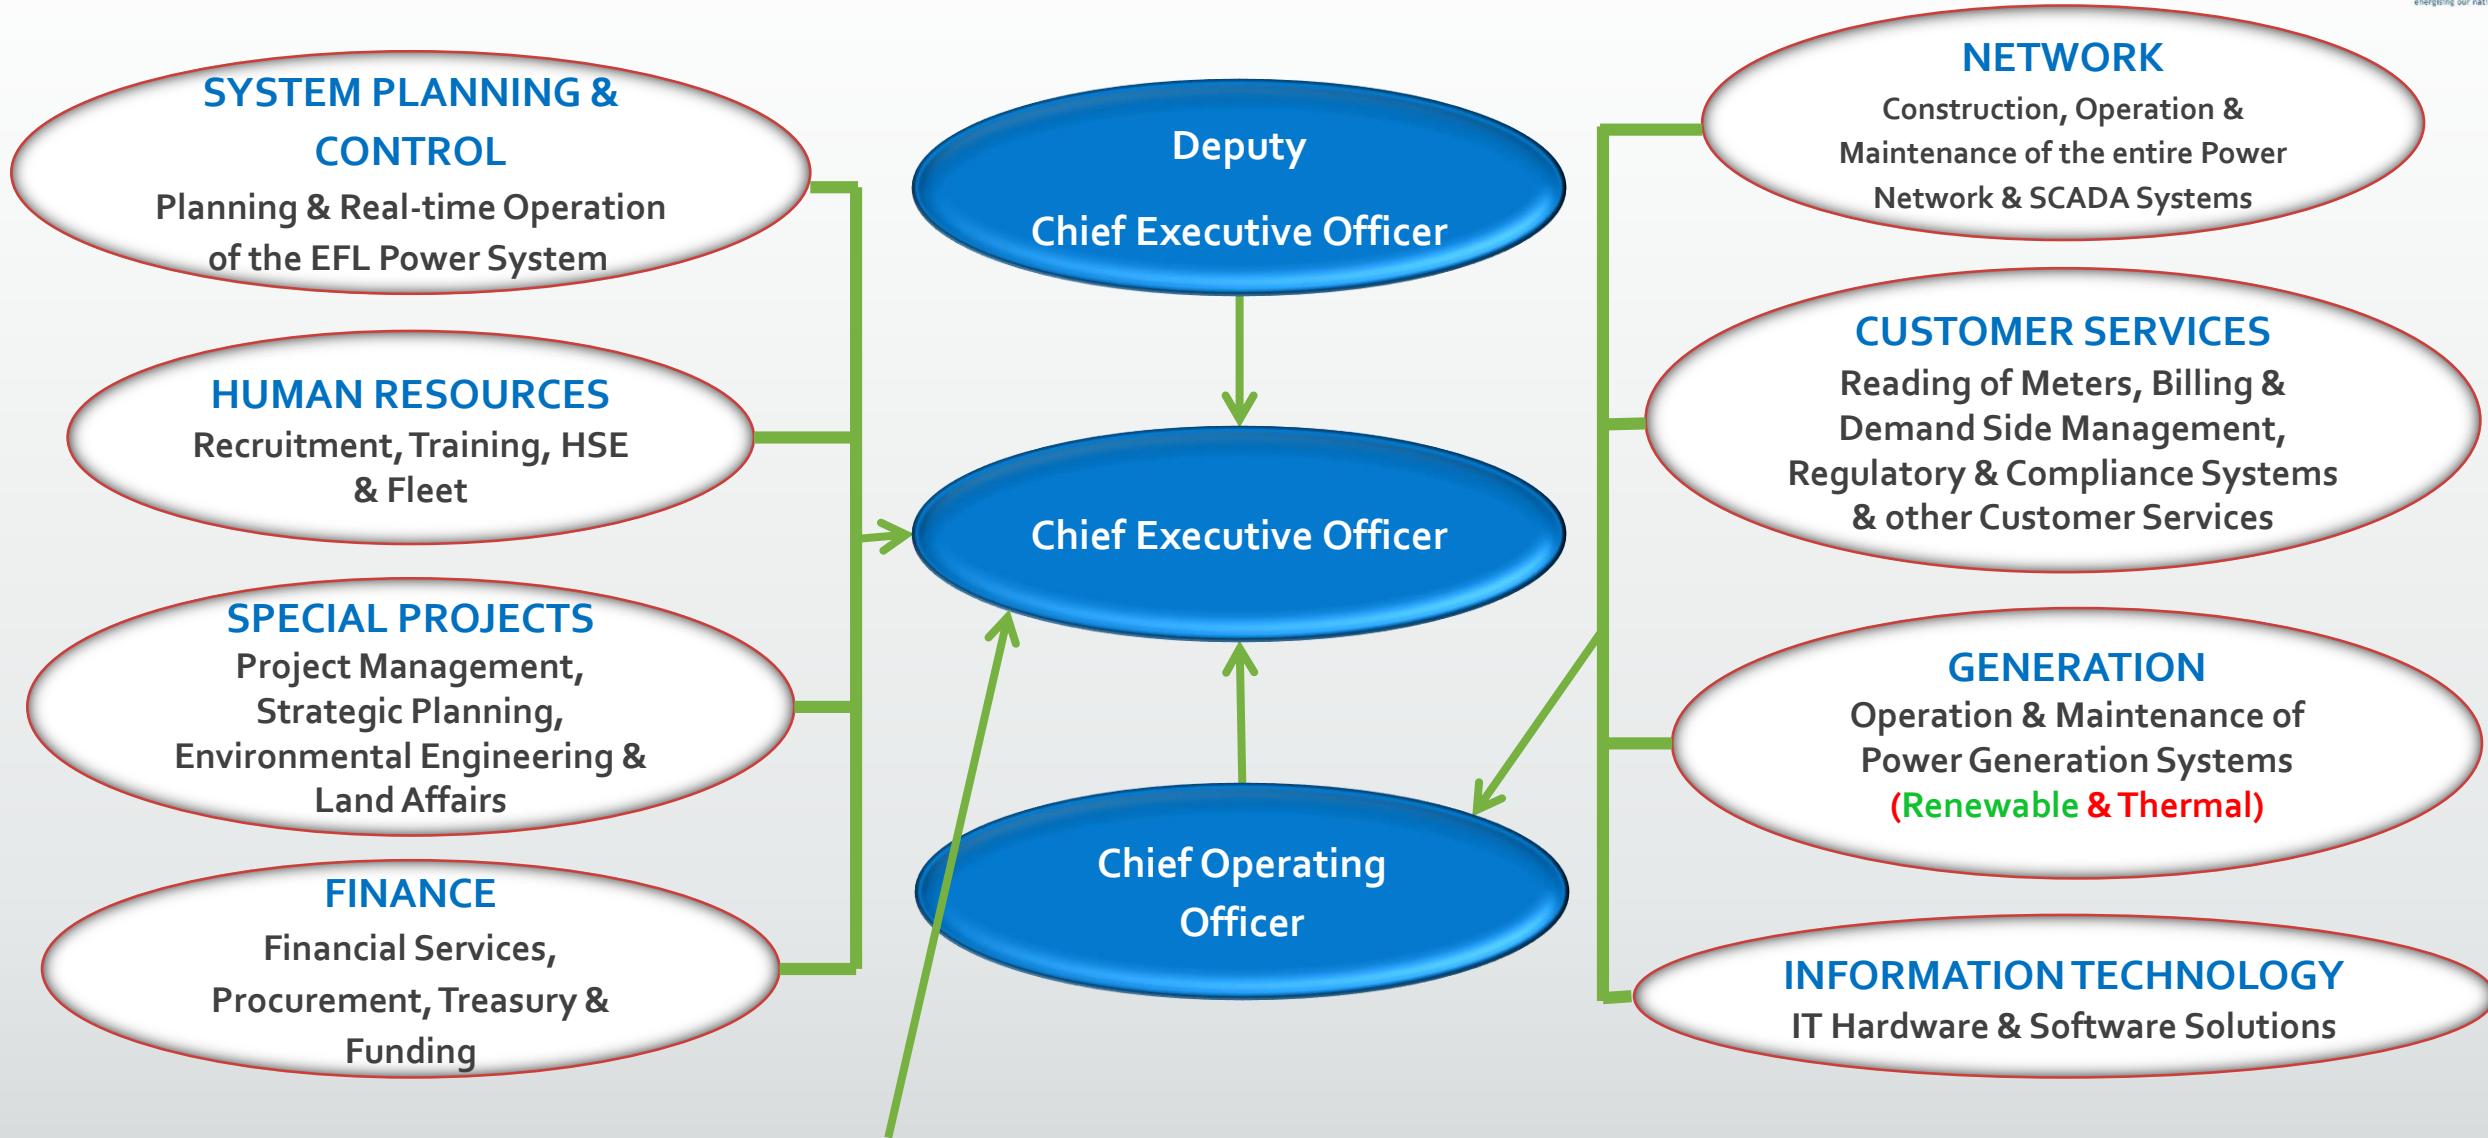 energising our nat
SYSTEM PLANNING &
CONTROL
Planning & Real-time Operation
of the EFL Power System
HUMAN RESOURCES
Recruitment, Training, HSE
& Fleet
SPECIAL PROJECTS
Project Management,
Strategic Planning,
Environmental Engineering &
Land Affairs
FINANCE
Financial Services,
Procurement, Treasury &
Funding
Deputy
Chief Executive Officer
Chief Executive Officer
Chief Operating
Officer
NETWORK
Construction, Operation &
Maintenance of the entire Power
Network & SCADA Systems
CUSTOMER SERVICES
Reading of Meters, Billing &
Demand Side Management,
Regulatory & Compliance Systems
& other Customer Services
GENERATION
Operation & Maintenance of
Power Generation Systems
(Renewable & Thermal)
INFORMATION TECHNOLOGY
IT Hardware & Software Solutions